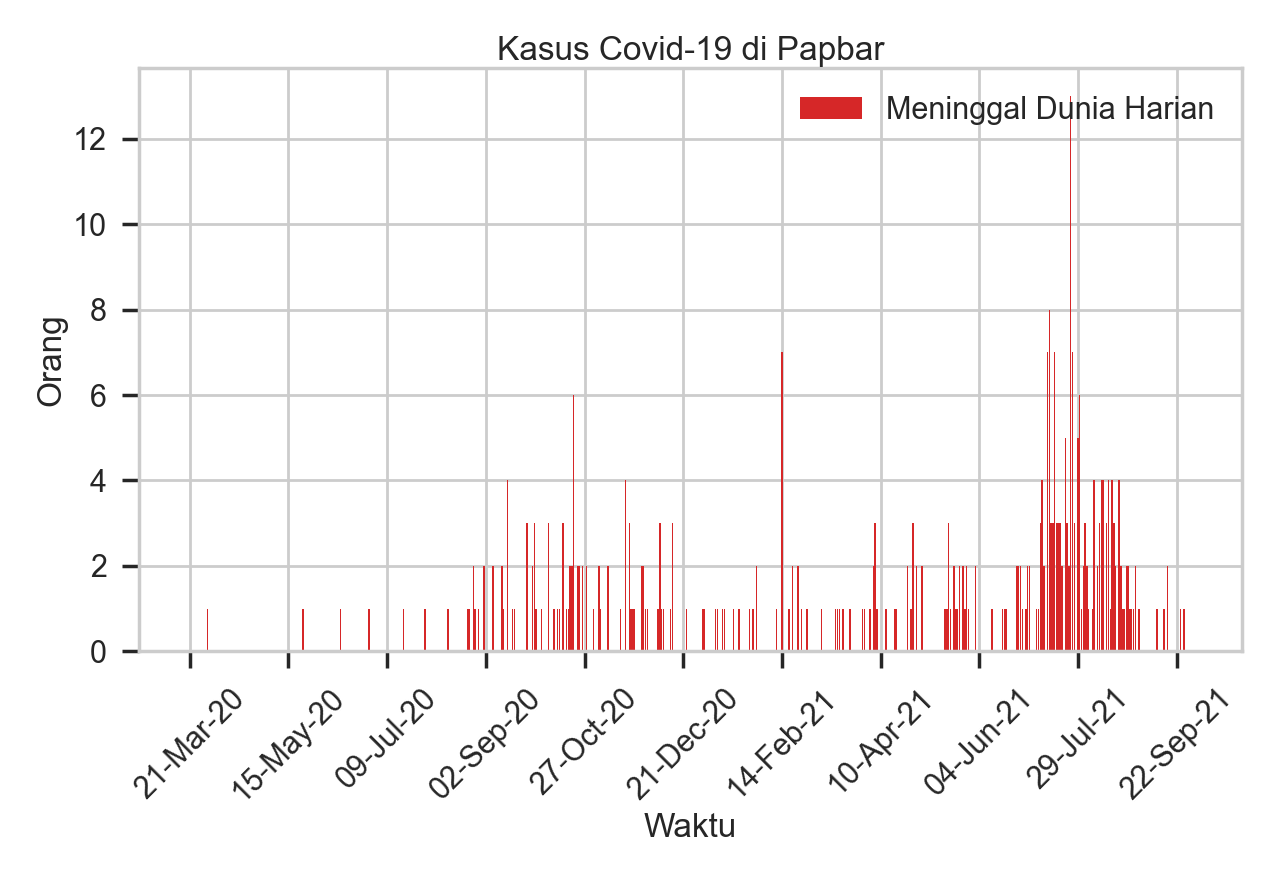 Kasus Covid-19 di Papbar
Meninggal Dunia Harian
12
10
8
6
4
2
0
Orang
21-Mar-20
15-May-20
09-Jul-20
02-Sep-20
27-Oct-20
21-Dec-20
14-Feb-21
10-Apr-21
04-Jun-21
29-Jul-21
22-Sep-21
Waktu